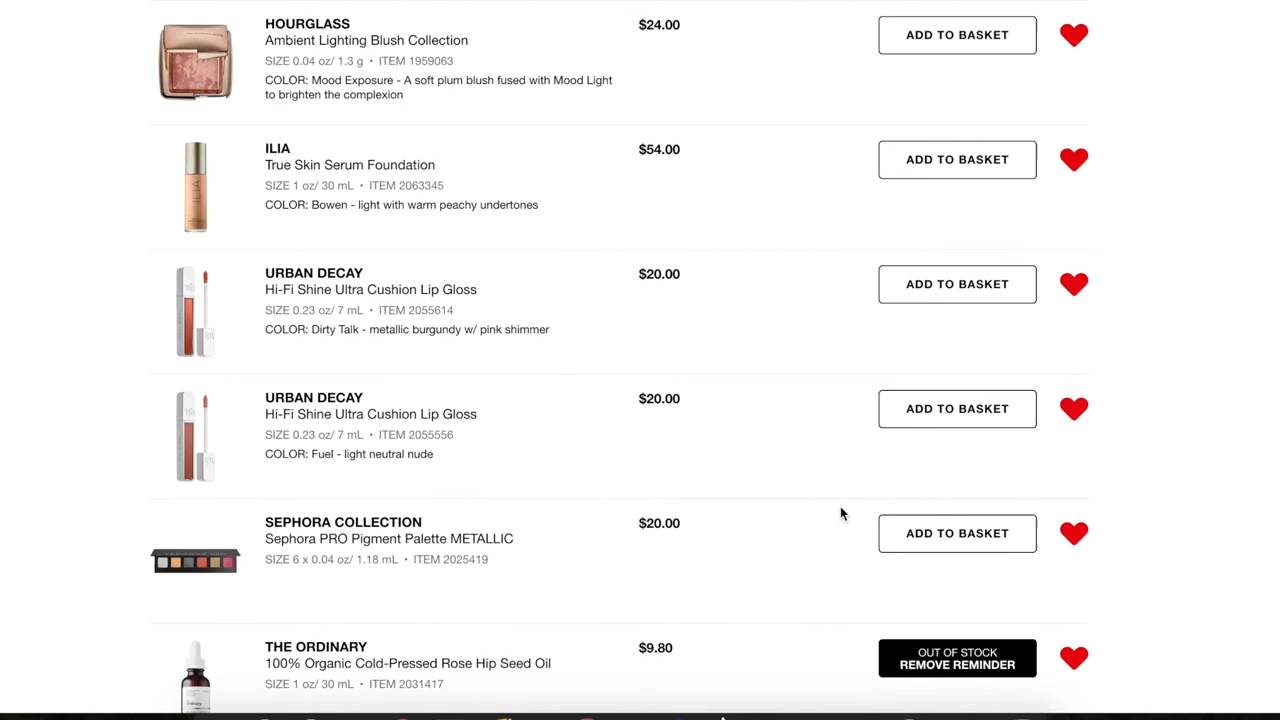 HOURGLASS
Ambient Lighting Blush Collection
SIZE 0.04 oz/ 1.3 g • ITEM 1959063
COLOR: Mood Exposure - A soft plum blush fused with Mood Light
to brighten the complexion
$24.00
ADD TO BASKET
ILIA
True Skin Serum Foundation
SIZE 1 oz/ 30 mL • ITEM 2063345
COLOR: Bowen - light with warm peachy undertones
$54.00
ADD TO BASKET
URBAN DECAY
Hi-Fi Shine Ultra Cushion Lip Gloss
SIZE 0.23 oz/ 7 mL • ITEM 2055614
COLOR: Dirty Talk - metallic burgundy w/ pink shimmer
$20.00
ADD TO BASKET
URBAN DECAY
Hi-Fi Shine Ultra Cushion Lip Gloss
SIZE 0.23 oz/ 7 mL • ITEM 2055556
COLOR: Fuel - light neutral nude
$20.00
ADD TO BASKET
SEPHORA COLLECTION
Sephora PRO Pigment Palette METALLIC
SIZE 6 x 0.04 oz/ 1.18 mL • ITEM 2025419
$20.00
ADD TO BASKET
THE ORDINARY
100% Organic Cold-Pressed Rose Hip Seed Oil
SIZE 1 oz/ 30 mL • ITEM 2031417
$9.80
OUT OF STOCK
REMOVE REMINDER